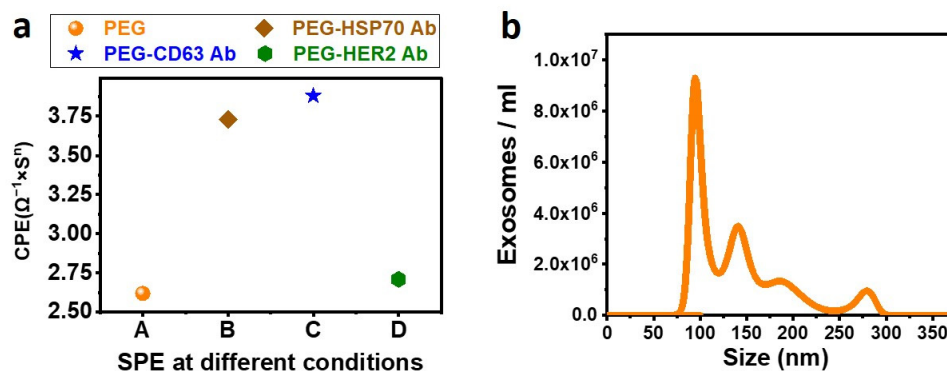 a
PEG
PEG-HSP70 Ab
PEG-CD63 Ab
PEG-HER2 Ab
CPE(Ω⁻¹×Sⁿ)
3.75
3.50
3.25
3.00
2.75
2.50
A B C D
SPE at different conditions
b
Exosomes / ml
1.0x10⁷
8.0x10⁶
6.0x10⁶
4.0x10⁶
2.0x10⁶
0.0
0 50 100 150 200 250 300 350
Size (nm)